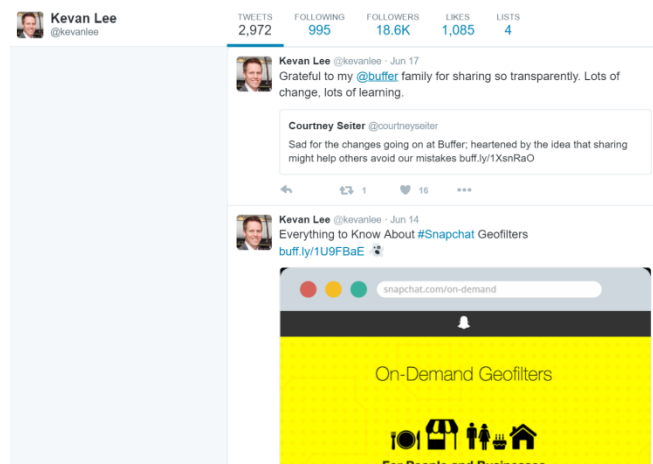 Kevan Lee
@kevanlee
TWEETS FOLLOWING FOLLOWERS LIKES LISTS
2,972 995 18.6K 1,085 4
Kevan Lee @kevanlee · Jun 17
Grateful to my @buffer family for sharing so transparently. Lots of
change, lots of learning.
Courtney Seiter @courtneyseiter
Sad for the changes going on at Buffer; heartened by the idea that sharing
might help others avoid our mistakes buff.ly/1XsnRaO
1 16
Kevan Lee @kevanlee · Jun 14
Everything to Know About #Snapchat Geofilters
buff.ly/1U9FBaE
snapchat.com/on-demand
On-Demand Geofilters
For People and Businesses